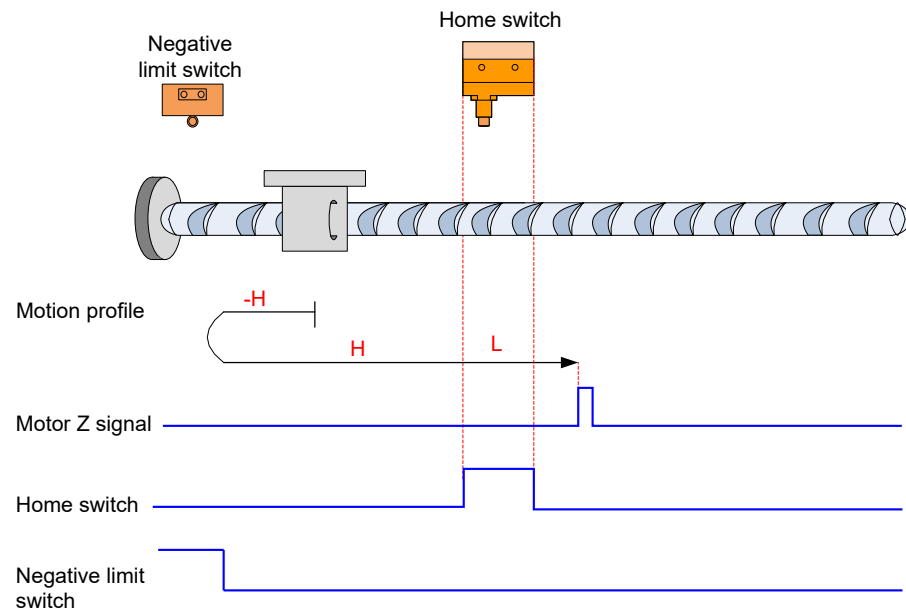 Home switch
Negative
limit switch
Motion profile
-H
H
L
Motor Z signal
Home switch
Negative limit
switch